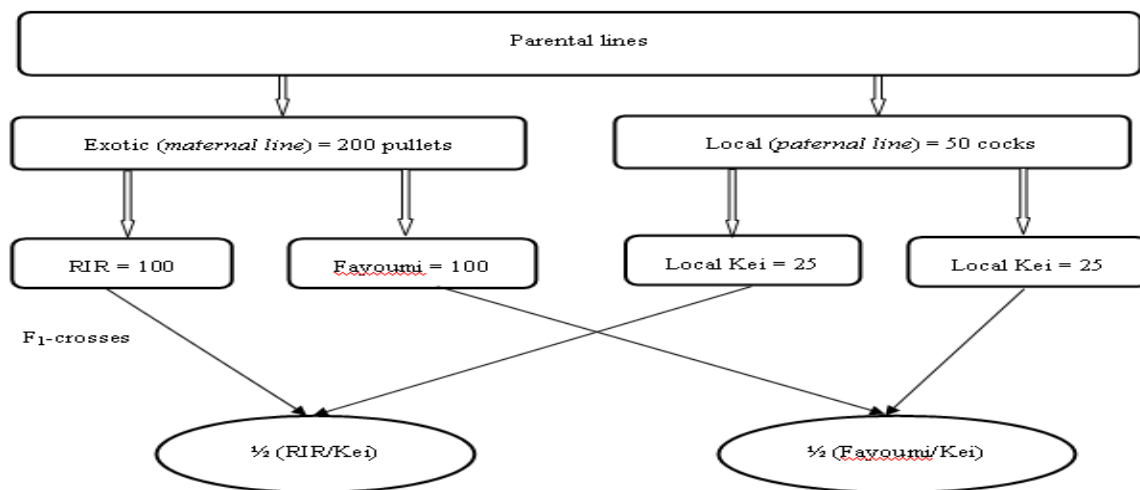 Parental lines
Exotic (maternal line) = 200 pullets
Local (paternal line) = 50 cocks
RIR = 100
Fayoumi = 100
Local Kei = 25
Local Kei = 25
F₁-crosses
½ (RIR/Kei)
½ (Fayoumi/Kei)